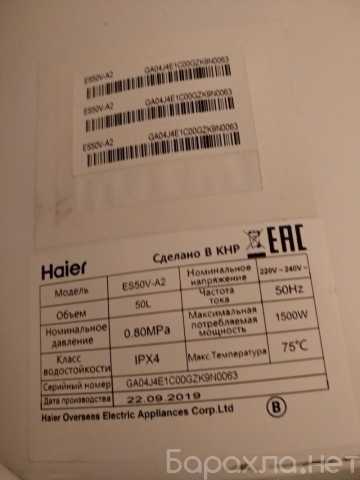 ES50V-A2 GA04J4E1C00GZK9N0063
ES50V-A2 GA04J4E1C00GZK9N0063
ES50V-A2 GA04J4E1C00GZK9N0063
Haier Сделано В КНР EAC
Модель ES50V-A2 Номинальное напряжение 220V~240V~
Объем 50L Частота тока 50Hz
Номинальное давление 0.80MPa Максимальная потребляемая мощность 1500W
Класс водостойкости IPX4 Макс.Температура 75℃
Серийный номер GA04J4E1C00GZK9N0063
Дата производства 22.09.2019
Haier Overseas Electric Appliances Corp.Ltd B
Барахла.нет